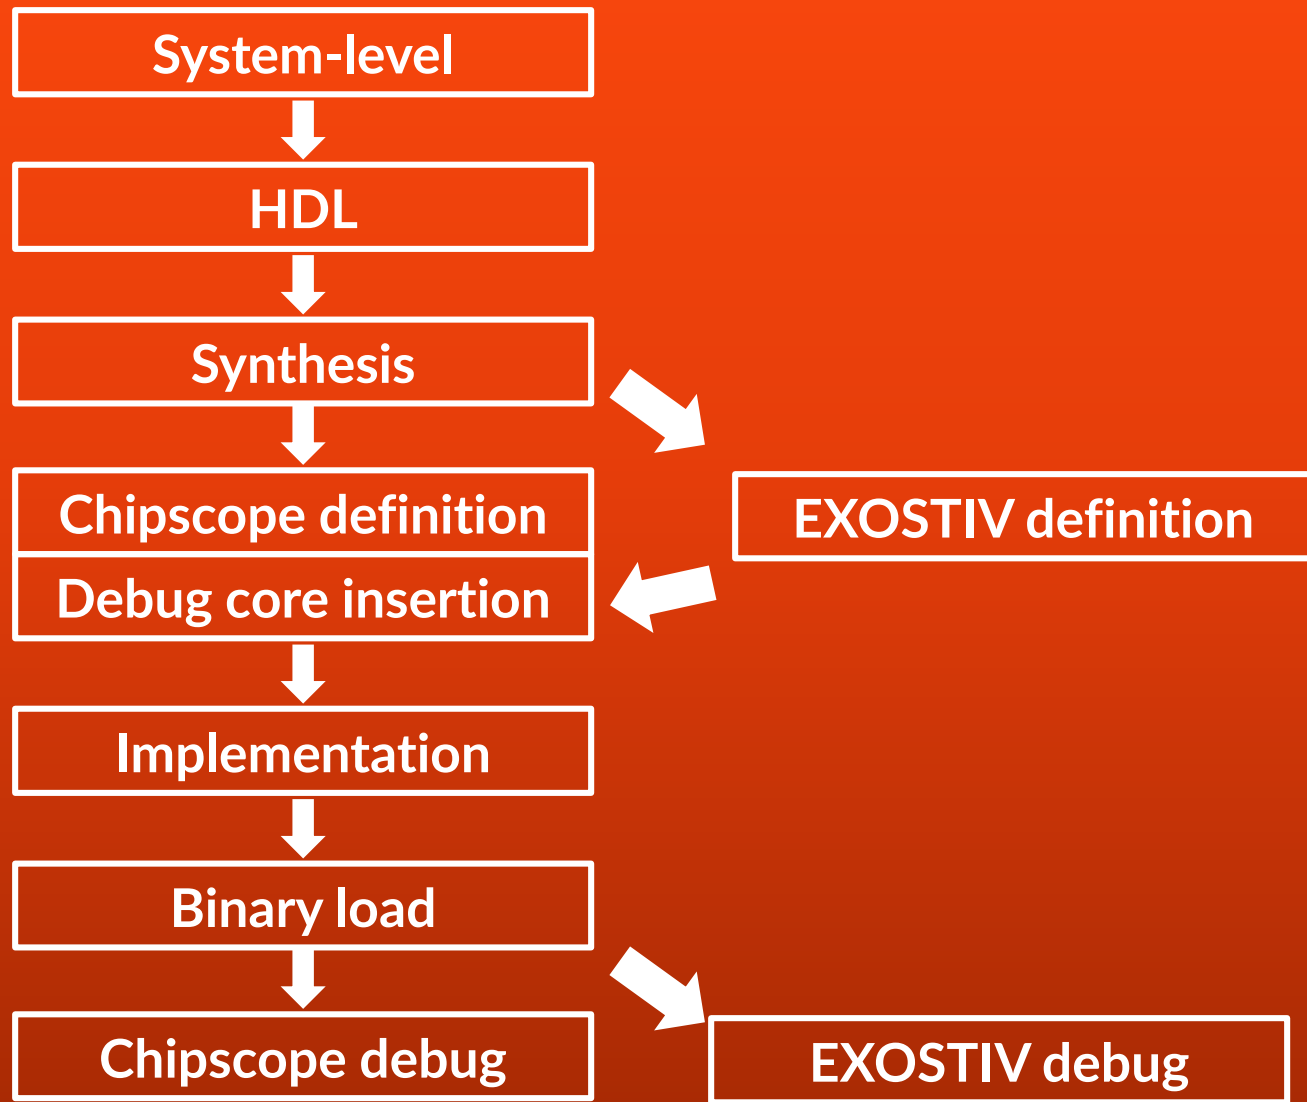 System-level
HDL
Synthesis
Chipscope definition
EXOSTIV definition
Debug core insertion
Implementation
Binary load
Chipscope debug
EXOSTIV debug